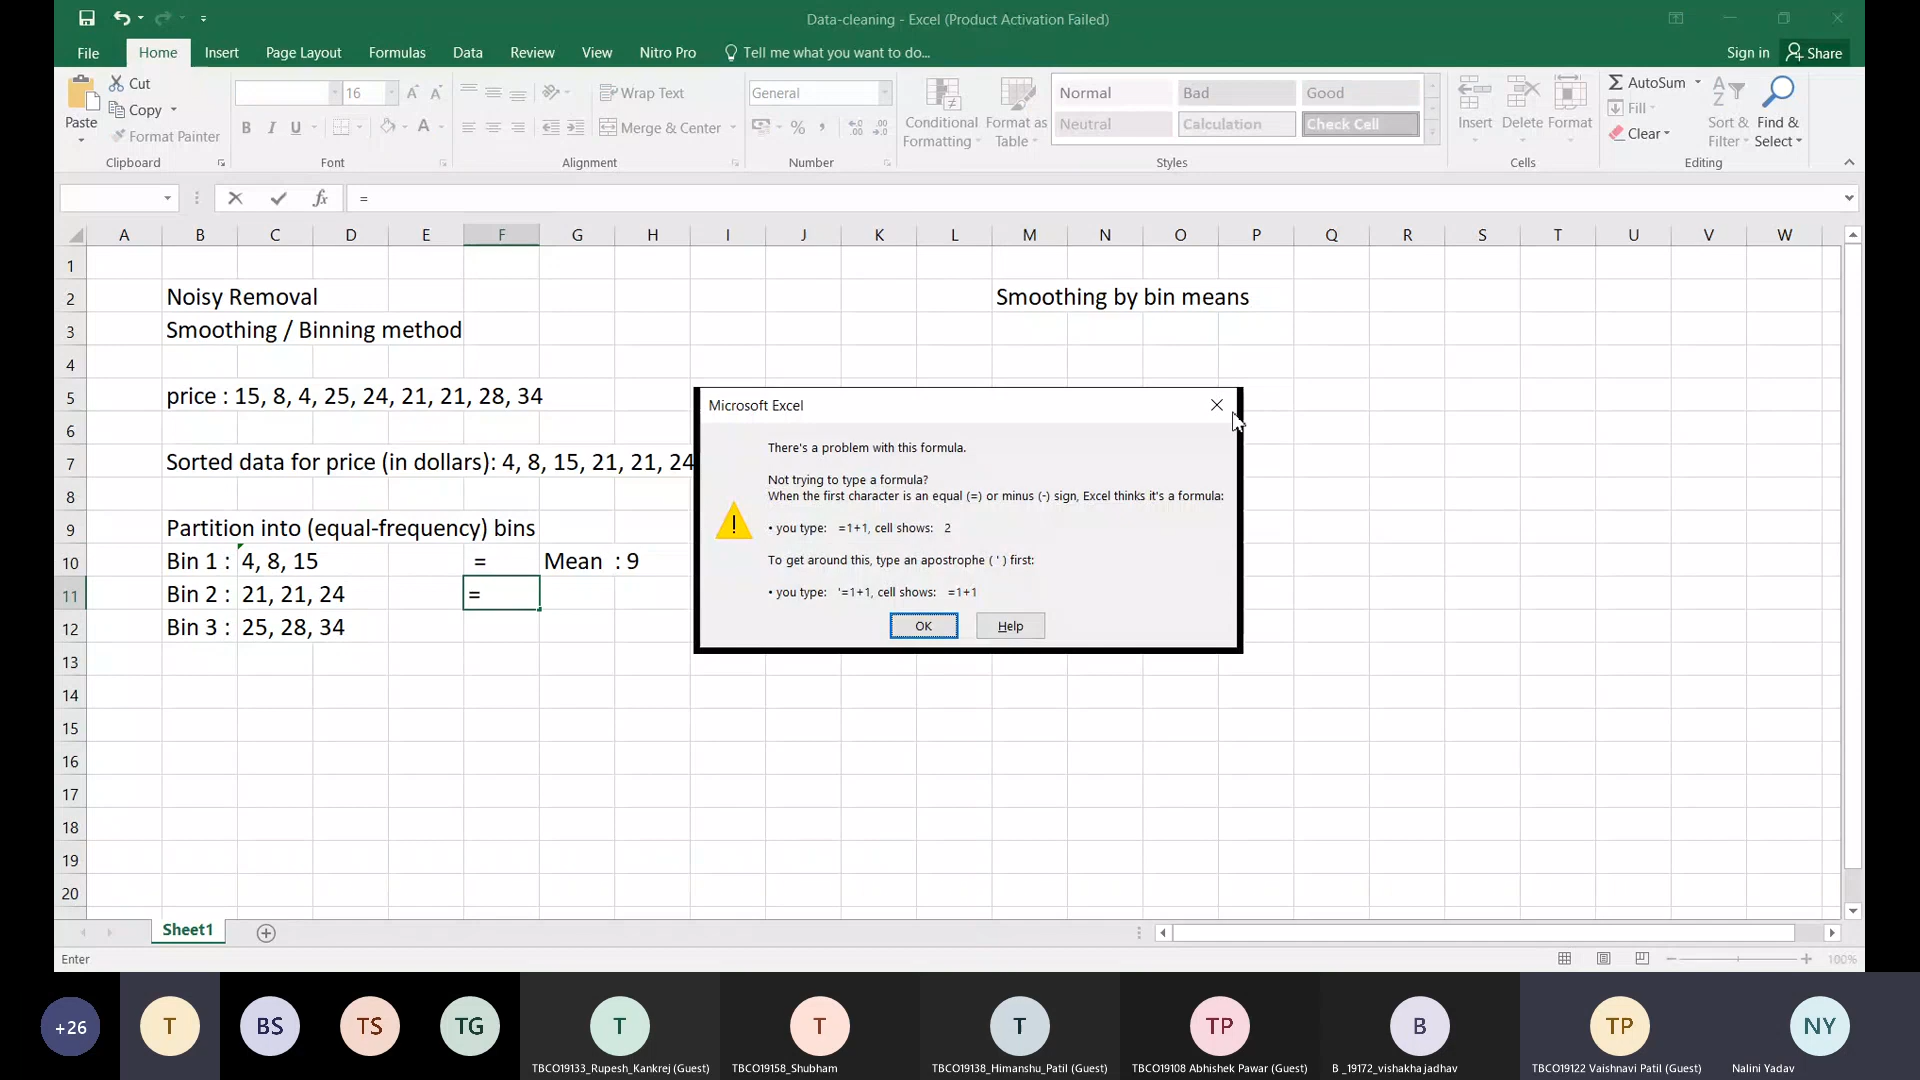 Data-cleaning - Excel (Product Activation Failed)
File Home Insert Page Layout Formulas Data Review View Nitro Pro Tell me what you want to do... Sign in Share
Paste
Cut
Copy
Format Painter
Clipboard
16
B I U A
Font
Wrap Text
Merge & Center
Alignment
General
%
Number
Conditional Formatting
Format as Table
Normal Bad Good
Neutral Calculation Check Cell
Styles
Insert Delete Format
Cells
AutoSum
Fill
Clear
Sort & Filter
Find & Select
Editing
fx =
A B C D E F G H I J K L M N O P Q R S T U V W
1
2 Noisy Removal Smoothing by bin means
3 Smoothing / Binning method
4
5 price : 15, 8, 4, 25, 24, 21, 21, 28, 34
6
7 Sorted data for price (in dollars): 4, 8, 15, 21, 21, 24
8
9 Partition into (equal-frequency) bins
10 Bin 1 : 4, 8, 15 = Mean : 9
11 Bin 2 : 21, 21, 24 =
12 Bin 3 : 25, 28, 34
13
14
15
16
17
18
19
20
Microsoft Excel
There's a problem with this formula.
Not trying to type a formula?
When the first character is an equal (=) or minus (-) sign, Excel thinks it's a formula:
• you type: =1+1, cell shows: 2
To get around this, type an apostrophe ( ' ) first:
• you type: '=1+1, cell shows: =1+1
OK Help
Sheet1
Enter
100%
+26 T BS TS TG T T T TP B TP NY
TBCO19133_Rupesh_Kankrej (Guest) TBCO19158_Shubham TBCO19138_Himanshu_Patil (Guest) TBCO19108 Abhishek Pawar (Guest) B _19172_vishakha jadhav TBCO19122 Vaishnavi Patil (Guest) Nalini Yadav